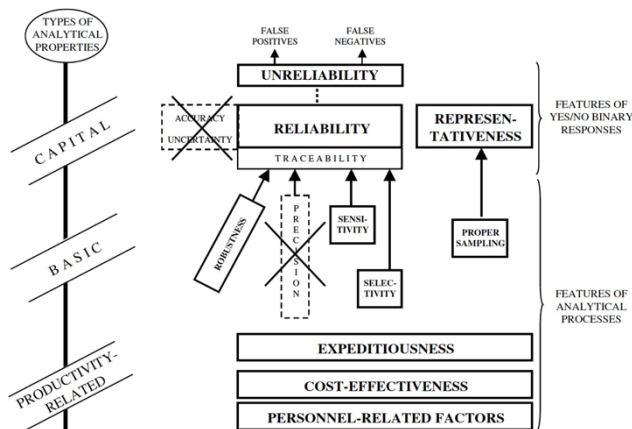 TYPES OF
ANALYTICAL
PROPERTIES
FALSE
POSITIVES
FALSE
NEGATIVES
UNRELIABILITY
CAPITAL
ACCURACY
UNCERTAINTY
RELIABILITY
TRACEABILITY
REPRESEN-
TATIVENESS
FEATURES OF
YES/NO BINARY
RESPONSES
BASIC
ROBUSTNESS
PRECISION
SENSI-
TIVITY
SELEC-
TIVITY
PROPER
SAMPLING
FEATURES OF
ANALYTICAL
PROCESSES
PRODUCTIVITY-
RELATED
EXPEDITIOUSNESS
COST-EFFECTIVENESS
PERSONNEL-RELATED FACTORS